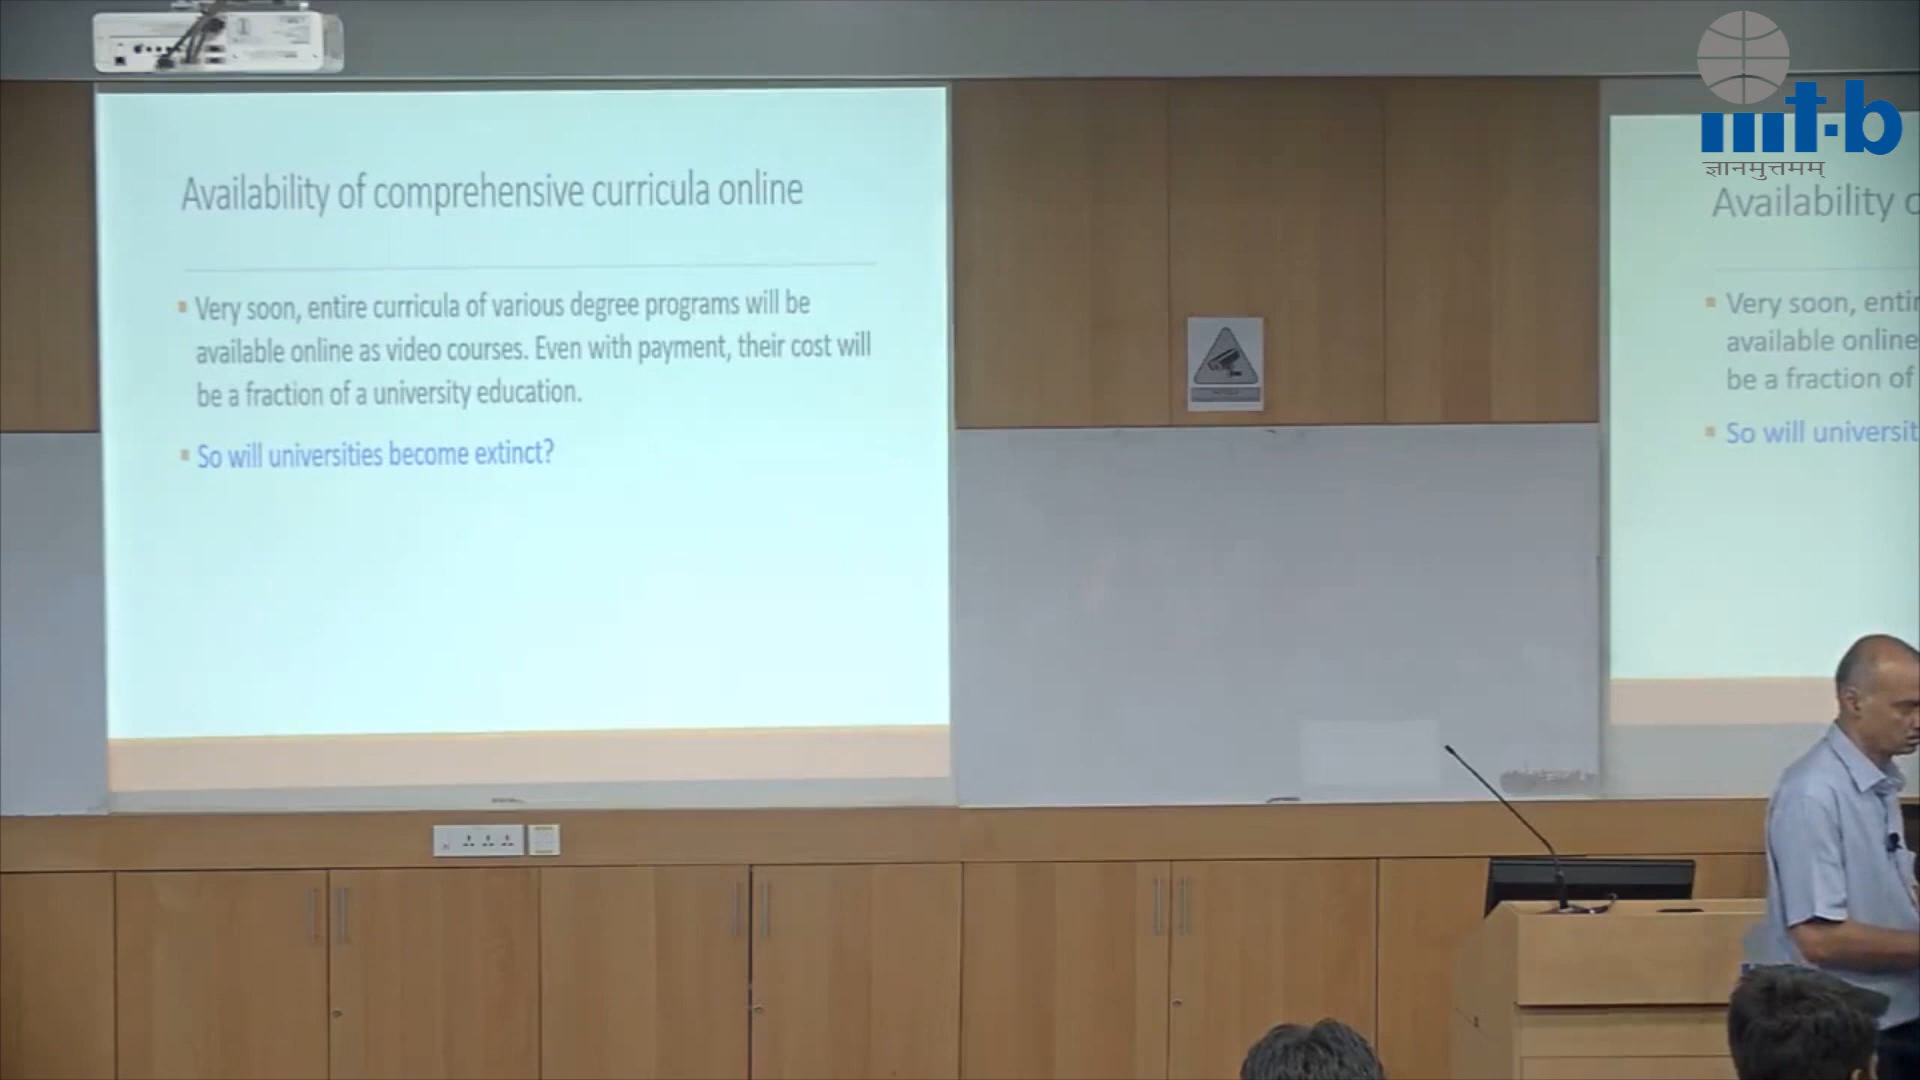 Availability of comprehensive curricula online
Very soon, entire curricula of various degree programs will be
available online as video courses. Even with payment, their cost will
be a fraction of a university education.
So will universities become extinct?
iiit-b
ज्ञानमुत्तमम्
Availability
Very soon,
available online
be a fraction of
So will